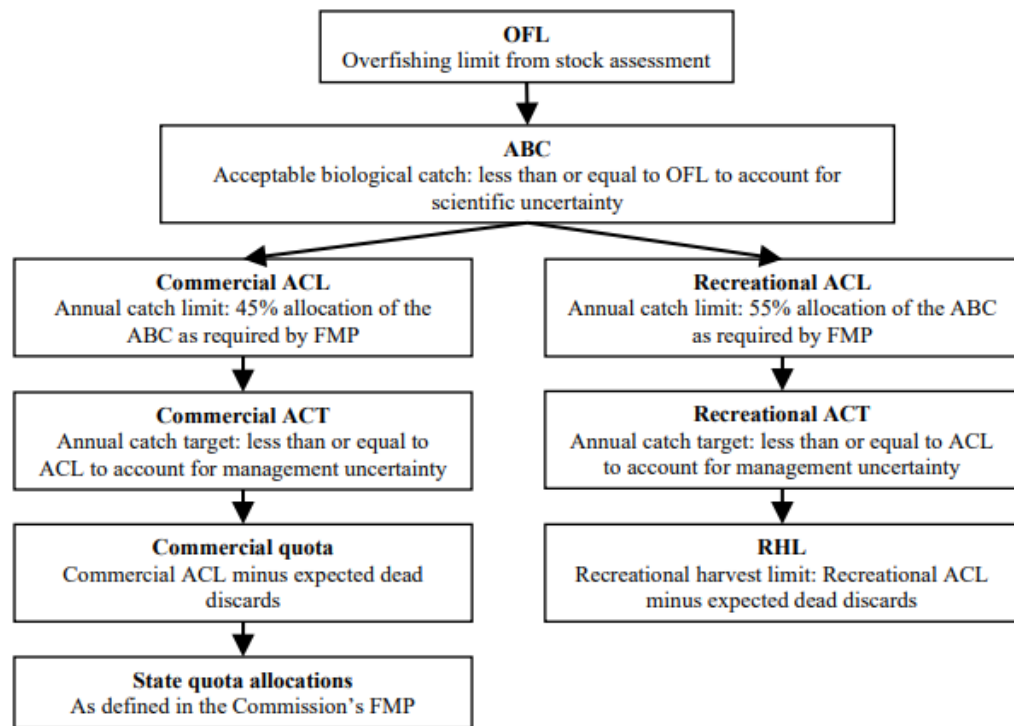 OFL
Overfishing limit from stock assessment
ABC
Acceptable biological catch: less than or equal to OFL to account for
scientific uncertainty
Commercial ACL
Annual catch limit: 45% allocation of the
ABC as required by FMP
Recreational ACL
Annual catch limit: 55% allocation of the ABC
as required by FMP
Commercial ACT
Annual catch target: less than or equal to
ACL to account for management uncertainty
Recreational ACT
Annual catch target: less than or equal to ACL
to account for management uncertainty
Commercial quota
Commercial ACL minus expected dead
discards
RHL
Recreational harvest limit: Recreational ACL
minus expected dead discards
State quota allocations
As defined in the Commission's FMP